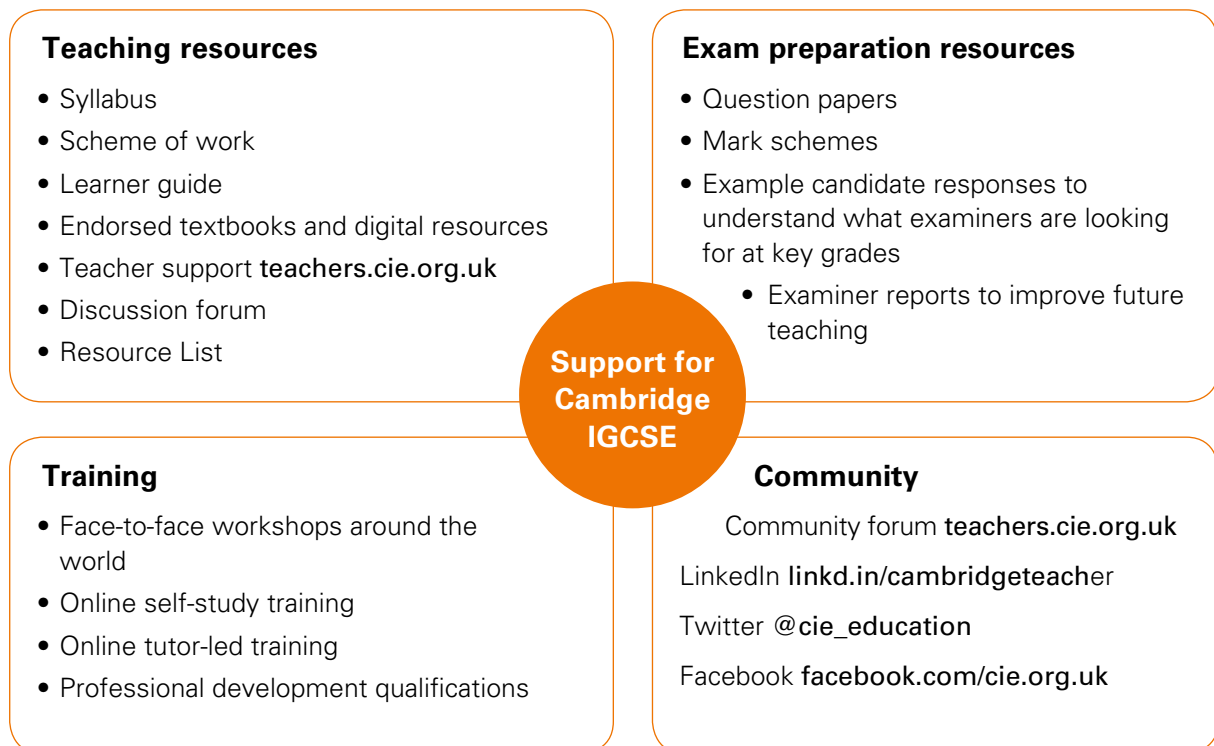 Teaching resources
• Syllabus
• Scheme of work
• Learner guide
• Endorsed textbooks and digital resources
• Teacher support teachers.cie.org.uk
• Discussion forum
• Resource List
Exam preparation resources
• Question papers
• Mark schemes
• Example candidate responses to
understand what examiners are looking
for at key grades
• Examiner reports to improve future
teaching
Support for
Cambridge
IGCSE
Training
• Face-to-face workshops around the
world
• Online self-study training
• Online tutor-led training
• Professional development qualifications
Community
Community forum teachers.cie.org.uk
LinkedIn linkd.in/cambridgeteacher
Twitter @cie_education
Facebook facebook.com/cie.org.uk